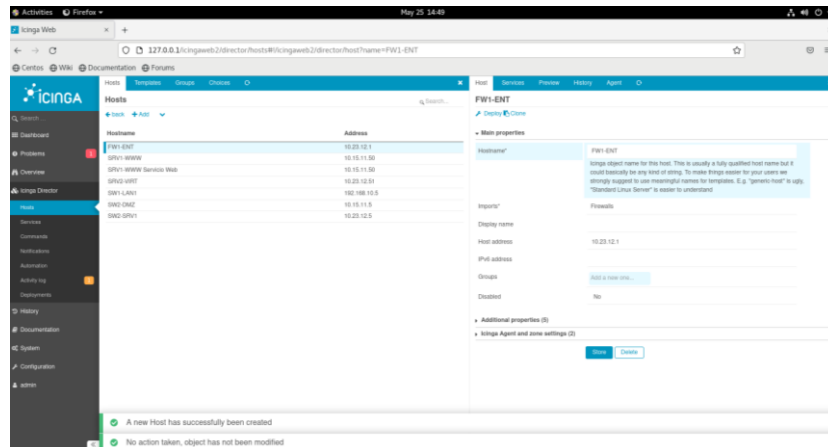 Activities Firefox
May 25 14:49
Icinga Web
127.0.0.1/icingaweb2/director/hosts#!/icingaweb2/director/host?name=FW1-ENT
Centos Wiki Documentation Forums
icinga
Search ...
Dashboard
Problems 1
Overview
Icinga Director
Hosts
Services
Commands
Notifications
Automation
Activity log
Deployments
History
Documentation
System
Configuration
admin
Hosts Templates Groups Choices
Hosts
Search...
back Add
Hostname Address
FW1-ENT 10.23.12.1
SRV1-WWW 10.15.11.50
SRV1-WWW Service Web 10.15.11.50
SRV2-VIRT 10.23.12.51
SW1-LAN1 192.168.10.5
SW2-DMZ 10.15.11.5
SW2-SRV1 10.23.12.5
Host Services Preview History Agent
FW1-ENT
Deploy Clone
Main properties
Hostname* FW1-ENT
Icinga object name for this host. This is usually a fully qualified host name but it
could basically be any kind of string. To make things easier for your users we
strongly suggest to use meaningful names for templates. E.g. "generic-host" is ugly,
"Standard Linux Server" is easier to understand
Imports* Firewalls
Display name
Host address 10.23.12.1
IPv6 address
Groups Add a new one...
Disabled No
Additional properties (5)
Icinga Agent and zone settings (2)
Store Delete
A new Host has successfully been created
No action taken, object has not been modified